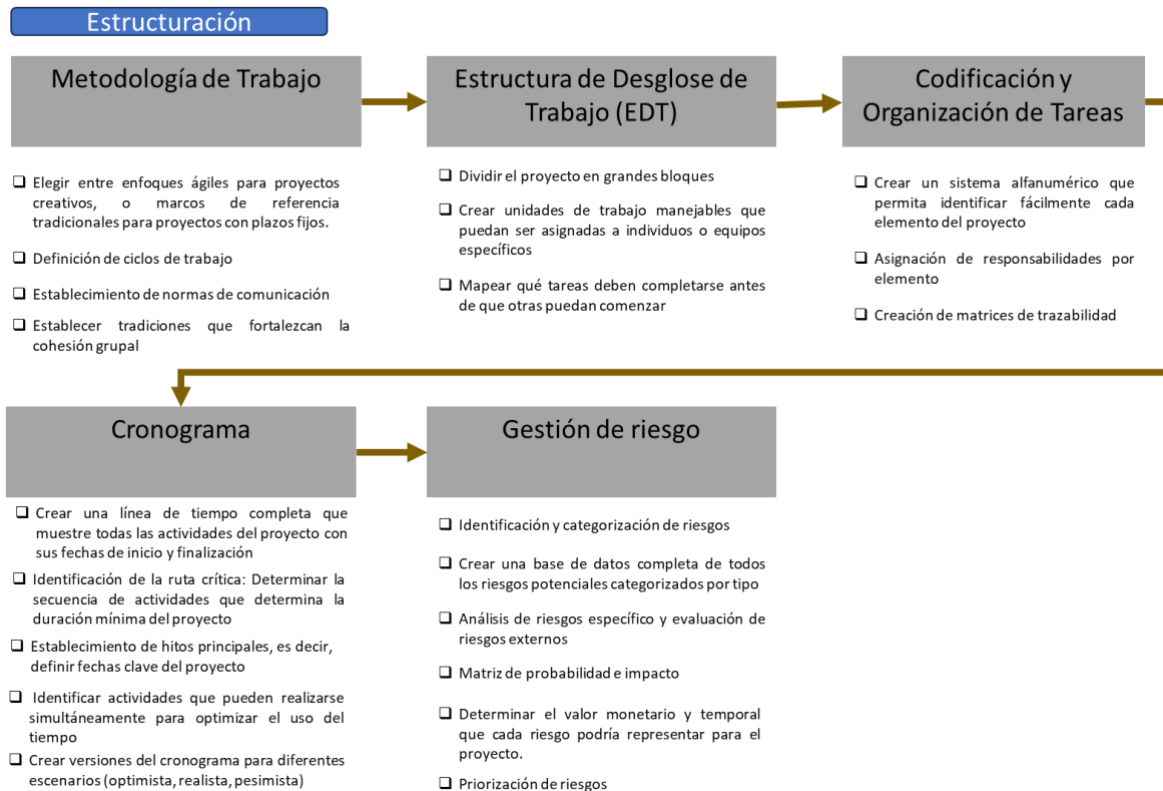 Estructuración
Metodología de Trabajo
❑ Elegir entre enfoques ágiles para proyectos
creativos, o marcos de referencia
tradicionales para proyectos con plazos fijos.
❑ Definición de ciclos de trabajo
❑ Establecimiento de normas de comunicación
❑ Establecer tradiciones que fortalezcan la
cohesión grupal
Estructura de Desglose de
Trabajo (EDT)
❑ Dividir el proyecto en grandes bloques
❑ Crear unidades de trabajo manejables que
puedan ser asignadas a individuos o equipos
específicos
❑ Mapear qué tareas deben completarse antes
de que otras puedan comenzar
Codificación y
Organización de Tareas
❑ Crear un sistema alfanumérico que
permita identificar fácilmente cada
elemento del proyecto
❑ Asignación de responsabilidades por
elemento
❑ Creación de matrices de trazabilidad
Cronograma
❑ Crear una línea de tiempo completa que
muestre todas las actividades del proyecto con
sus fechas de inicio y finalización
❑ Identificación de la ruta crítica: Determinar la
secuencia de actividades que determina la
duración mínima del proyecto
❑ Establecimiento de hitos principales, es decir,
definir fechas clave del proyecto
❑ Identificar actividades que pueden realizarse
simultáneamente para optimizar el uso del
tiempo
❑ Crear versiones del cronograma para diferentes
escenarios (optimista, realista, pesimista)
Gestión de riesgo
❑ Identificación y categorización de riesgos
❑ Crear una base de datos completa de todos
los riesgos potenciales categorizados por tipo
❑ Análisis de riesgos específico y evaluación de
riesgos externos
❑ Matriz de probabilidad e impacto
❑ Determinar el valor monetario y temporal
que cada riesgo podría representar para el
proyecto.
❑ Priorización de riesgos